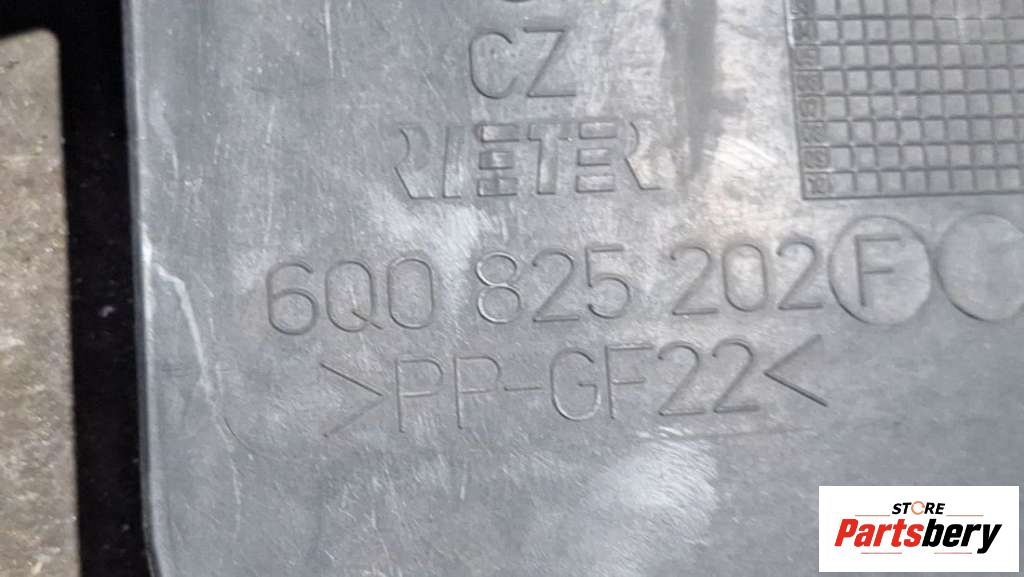 CZ
RIETER
6Q0 825 202 F
>PP-GF22<
STORE
Partsbery